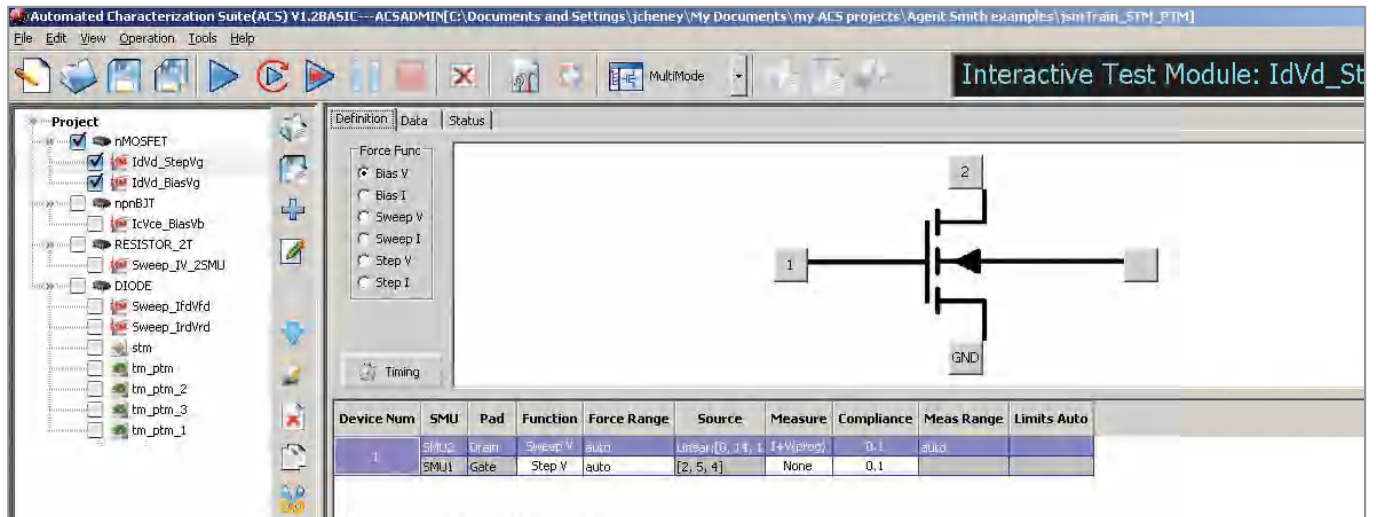 Automated Characterization Suite(ACS) V1.2BASIC---ACSADMIN[C:\Documents and Settings\jcheney\My Documents\my ACS projects\Agent Smith examples\jsmTrain_STM_PTM]
File Edit View Operation Tools Help
MultiMode
Interactive Test Module: IdVd_St
Project
nMOSFET
IdVd_StepVg
IdVd_BiasVg
npnBJT
IcVce_BiasVb
RESISTOR_2T
Sweep_IV_2SMU
DIODE
Sweep_IfdVfd
Sweep_IrdVrd
stm
tm_ptm
tm_ptm_2
tm_ptm_3
tm_ptm_1
Definition Data Status
Force Func
Bias V
Bias I
Sweep V
Sweep I
Step V
Step I
Timing
2
1
GND
Device Num SMU Pad Function Force Range Source Measure Compliance Meas Range Limits Auto
1 SMU2 Drain Sweep V auto Linear:[0, 14, 1 I+V(prog) 0.1 auto
SMU1 Gate Step V auto [2, 5, 4] None 0.1